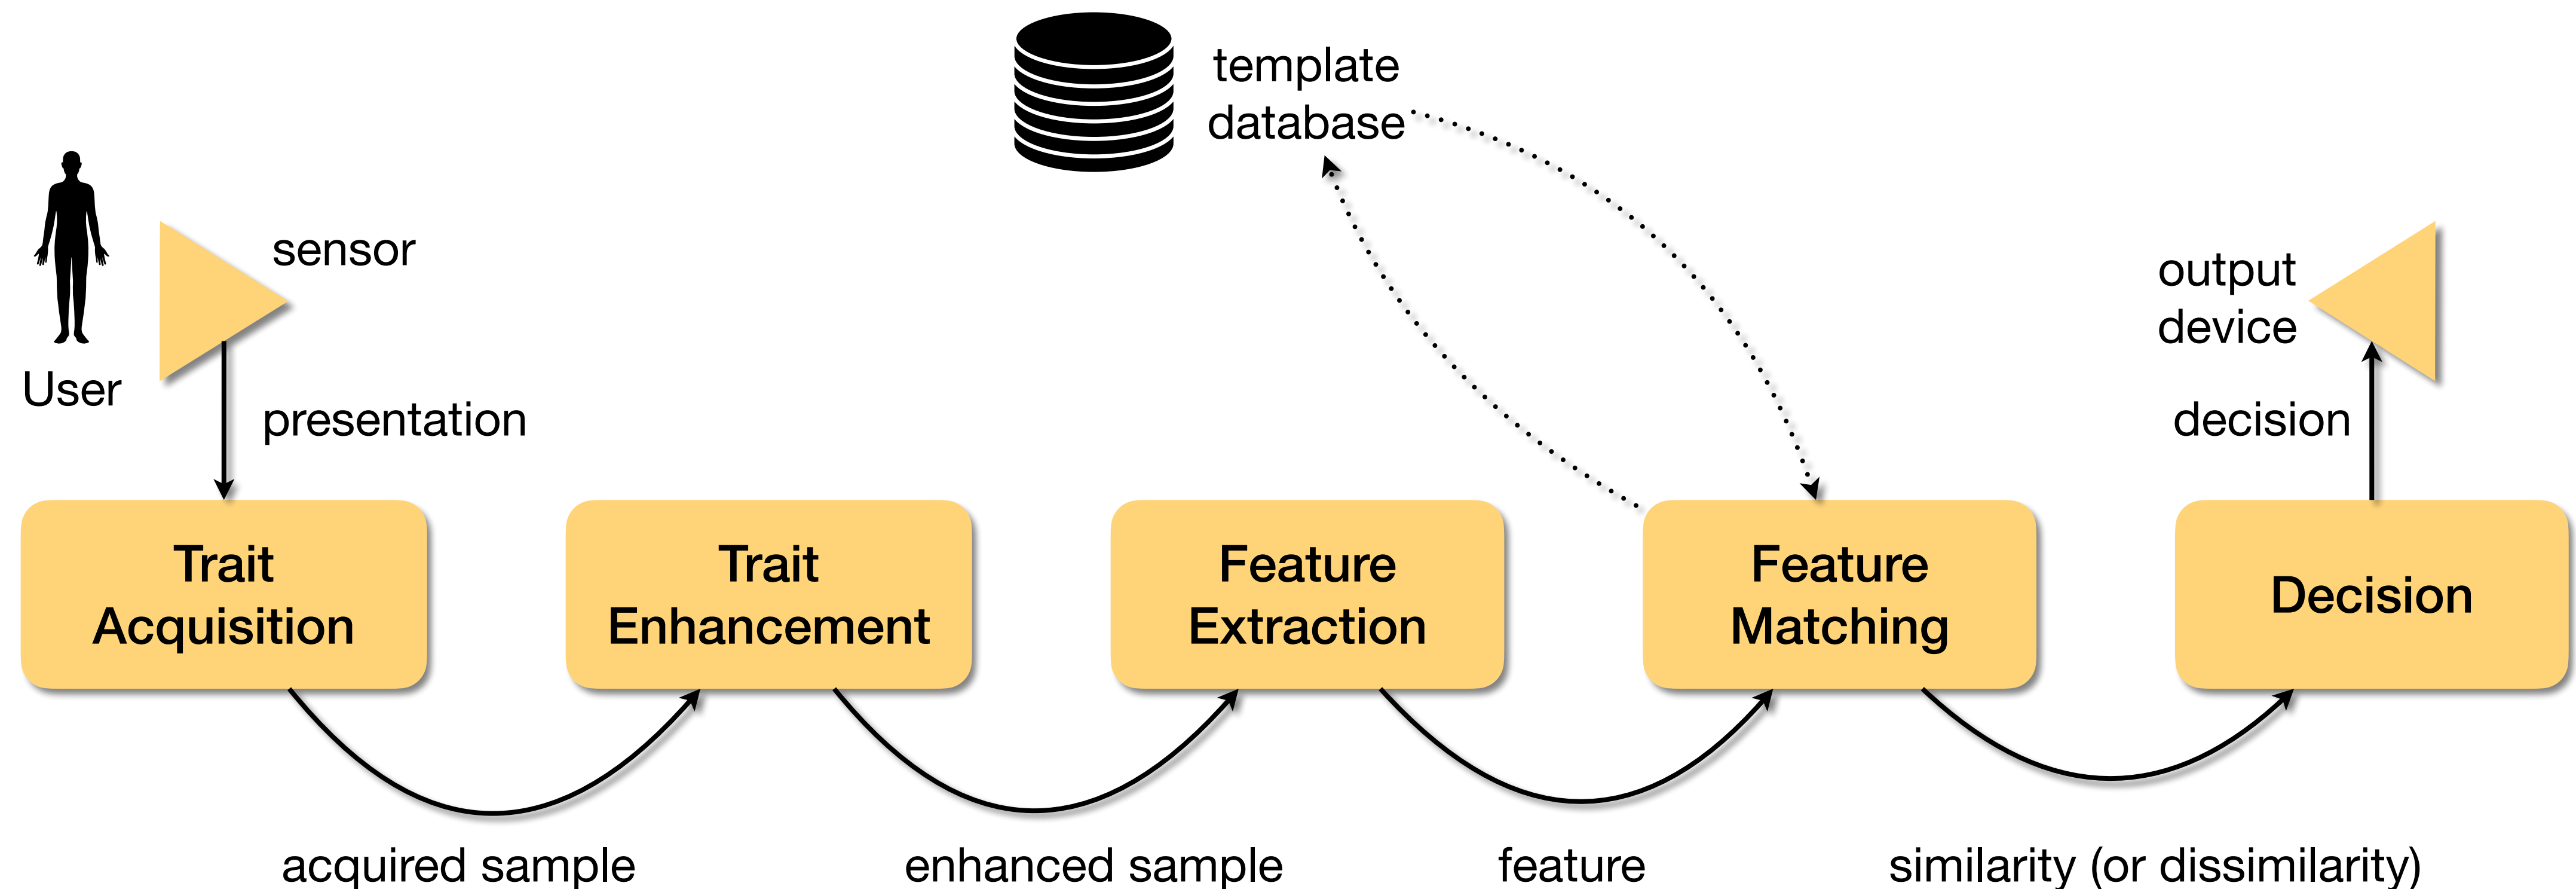 template
database
sensor
User
presentation
output
device
decision
Trait
Acquisition
Trait
Enhancement
Feature
Extraction
Feature
Matching
Decision
acquired sample
enhanced sample
feature
similarity (or dissimilarity)